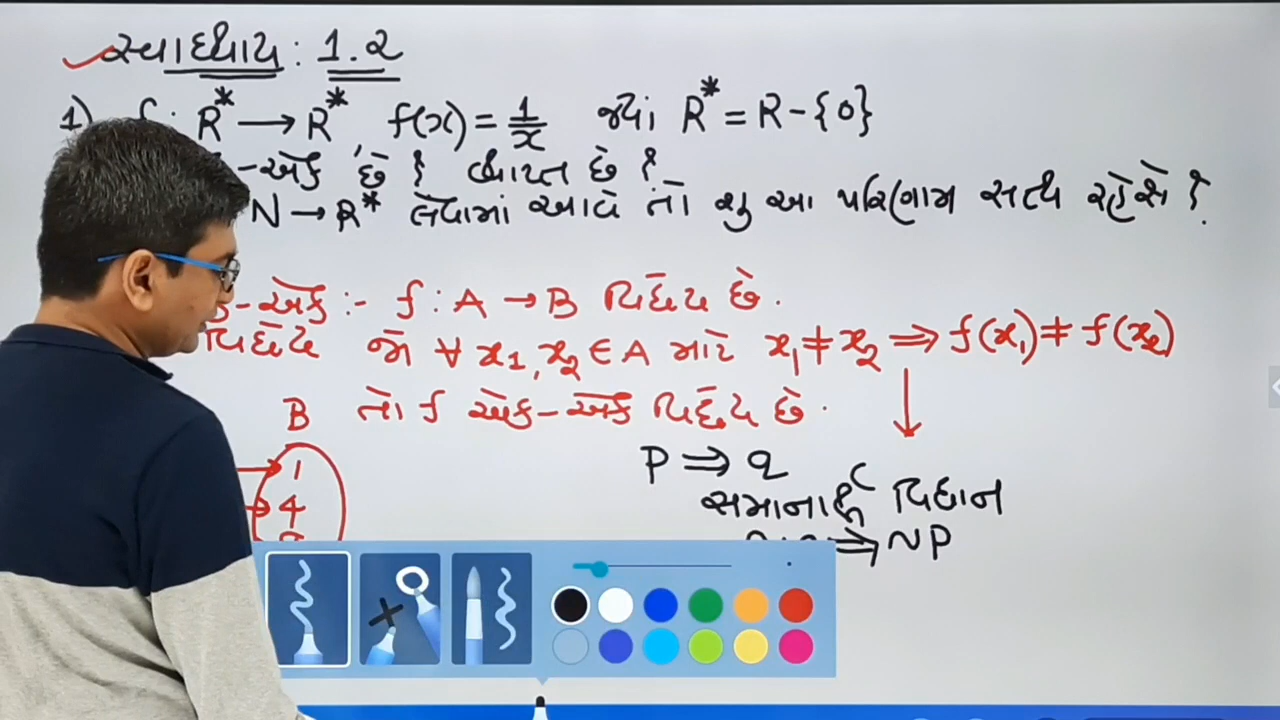 સ્વાધ્યાય : 1.2
1) f : R* → R*, f(x) = 1/x જ્યાં R* = R - {0}
- એક છે ? વ્યાપ્ત છે ?
N → R* લેવામાં આવે તો શું આ પરિણામ સત્ય રહેશે ?
- એક :- f : A → B વિધેય છે.
વિધેય જો ∀ x₁, x₂ ∈ A માટે x₁ ≠ x₂ ⇒ f(x₁) ≠ f(x₂)
B તો f એક - એક વિધેય છે.
1 P ⇒ q
4 સમાનાર્થી વિધાન
⇒ ~P